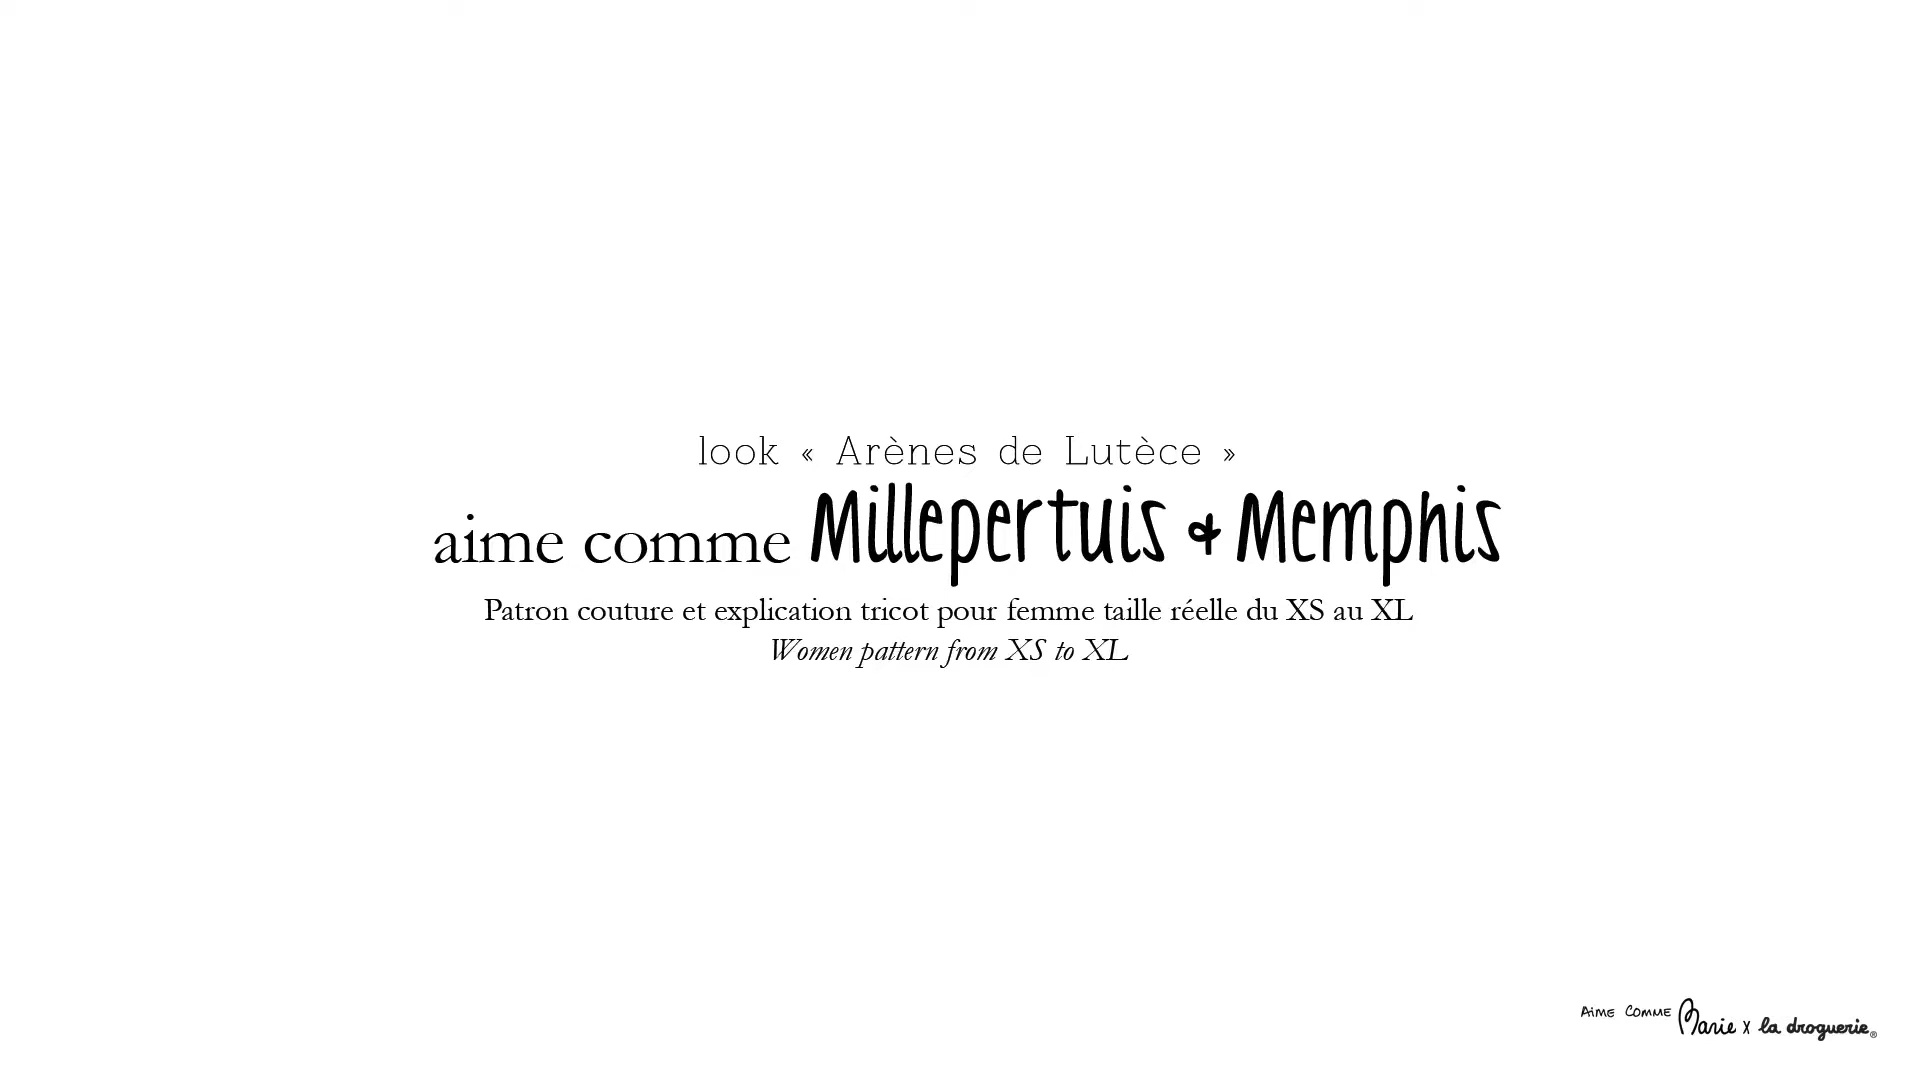 look « Arènes de Lutèce »
aime comme Millepertuis & Memphis
Patron couture et explication tricot pour femme taille réelle du XS au XL
Women pattern from XS to XL
AiME COMME Marie X la droguerie®